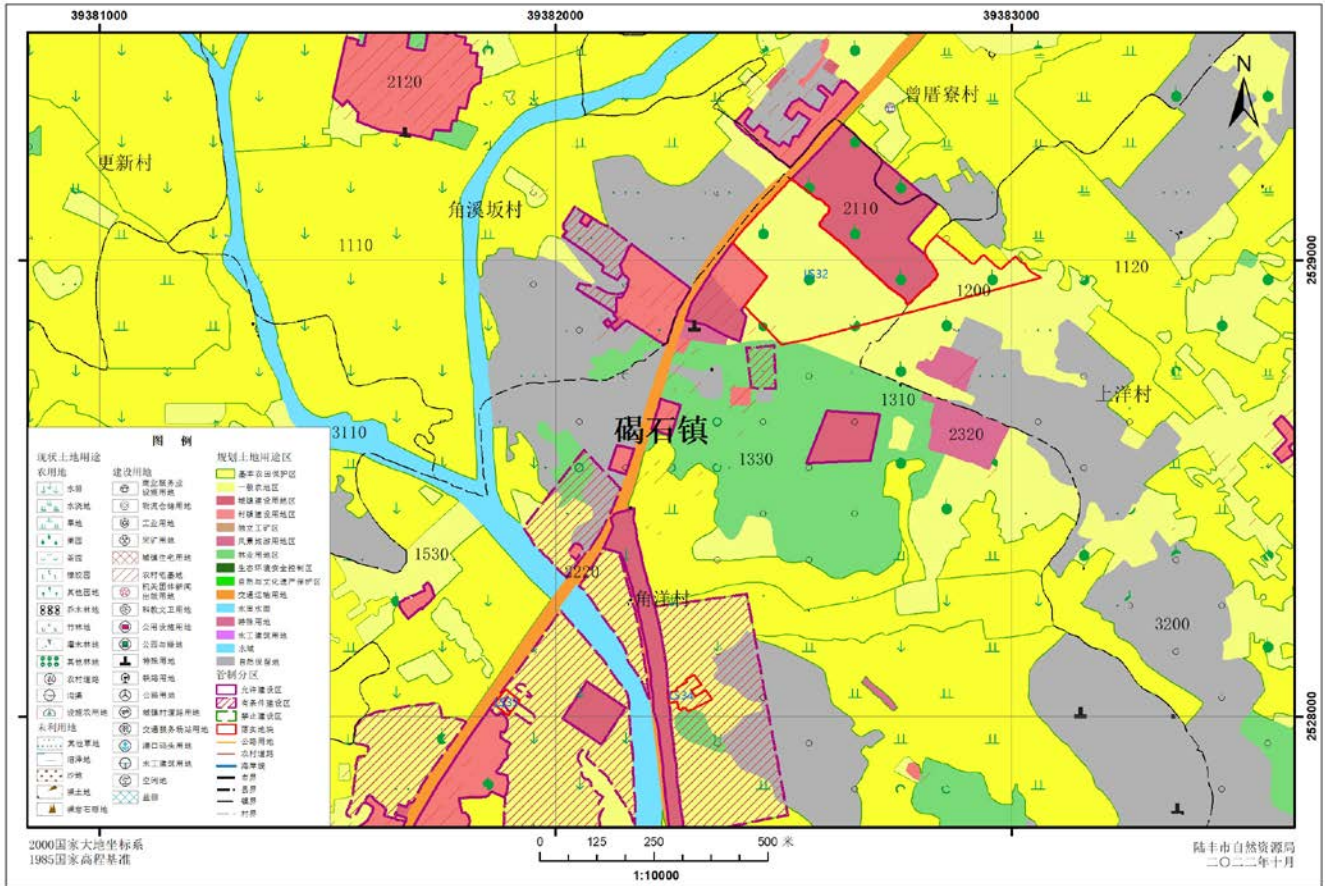 39381000
39382000
39383000
2120
曾厝寮村
N
更新村
角溪坂村
2110
1110
1120
2529000
LS32
1200
上洋村
1310
碣石镇
2320
1330
3110
1530
2220
角洋村
3200
LS34
2528000
图 例
现状土地用途
农用地
水田
水浇地
旱地
果园
茶园
橡胶园
其他园地
乔木林地
竹林地
灌木林地
其他林地
农村道路
沟渠
设施农用地
未利用地
其他草地
沼泽地
沙地
裸土地
裸岩石砾地
建设用地
商业服务业
设施用地
物流仓储用地
工业用地
采矿用地
城镇住宅用地
农村宅基地
机关团体新闻
出版用地
科教文卫用地
公用设施用地
公园与绿地
特殊用地
铁路用地
公路用地
城镇村道路用地
交通服务场站用地
港口码头用地
水工建筑用地
空闲地
盐田
规划土地用途区
基本农田保护区
一般农地区
城镇建设用地区
村镇建设用地区
独立工矿区
风景旅游用地区
林业用地区
生态环境安全控制区
自然与文化遗产保护区
交通运输用地
水库水面
特殊用地
水工建筑用地
水域
自然保留地
管制分区
允许建设区
有条件建设区
禁止建设区
落实地块
公路用地
农村道路
海岸线
市界
县界
镇界
村界
2000国家大地坐标系
1985国家高程基准
0 125 250 500 米
1:10000
陆丰市自然资源局
二〇二二年十月